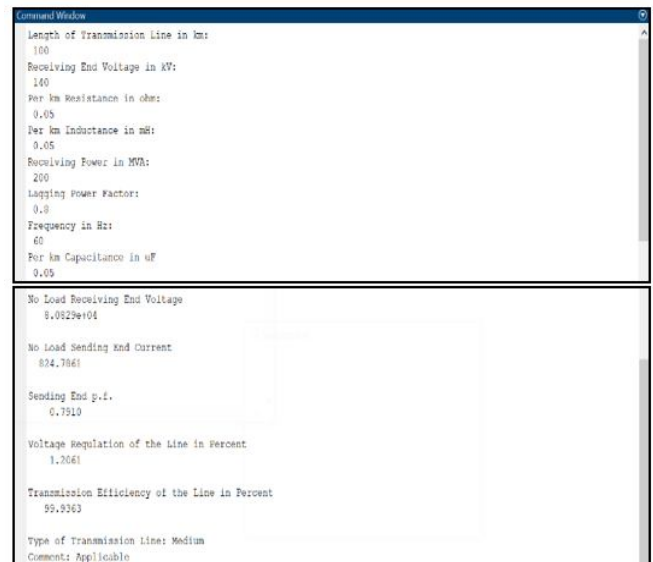 Command Window
Length of Transmission Line in km:
100
Receiving End Voltage in kV:
140
Per km Resistance in ohm:
0.05
Per km Inductance in mH:
0.05
Receiving Power in MVA:
200
Lagging Power Factor:
0.8
Frequency in Hz:
60
Per km Capacitance in uF
0.05
No Load Receiving End Voltage
8.0829e+04
No Load Sending End Current
824.7861
Sending End p.f.
0.7910
Voltage Regulation of the Line in Percent
1.2061
Transmission Efficiency of the Line in Percent
99.9363
Type of Transmission Line: Medium
Comment: Applicable